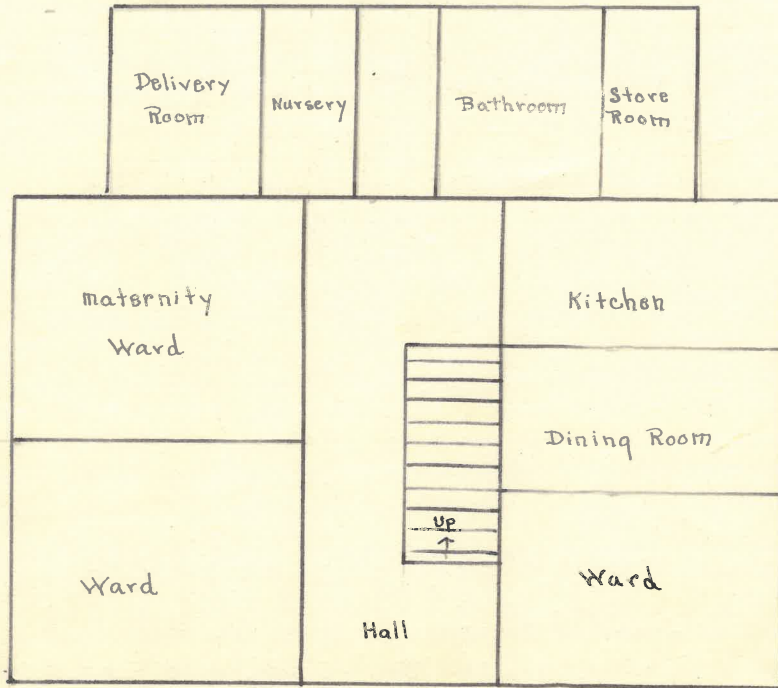 Delivery
Room
Nursery
Bathroom
Store
Room
maternity
Ward
Kitchen
Dining Room
Up
Ward
Ward
Hall